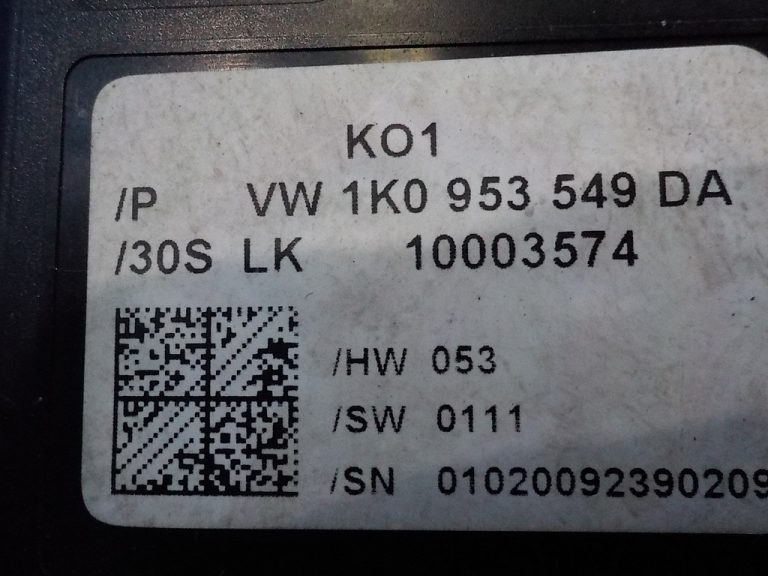 KO1
/P VW 1K0 953 549 DA
/30S LK 10003574
/HW 053
/SW 0111
/SN 01020092390209